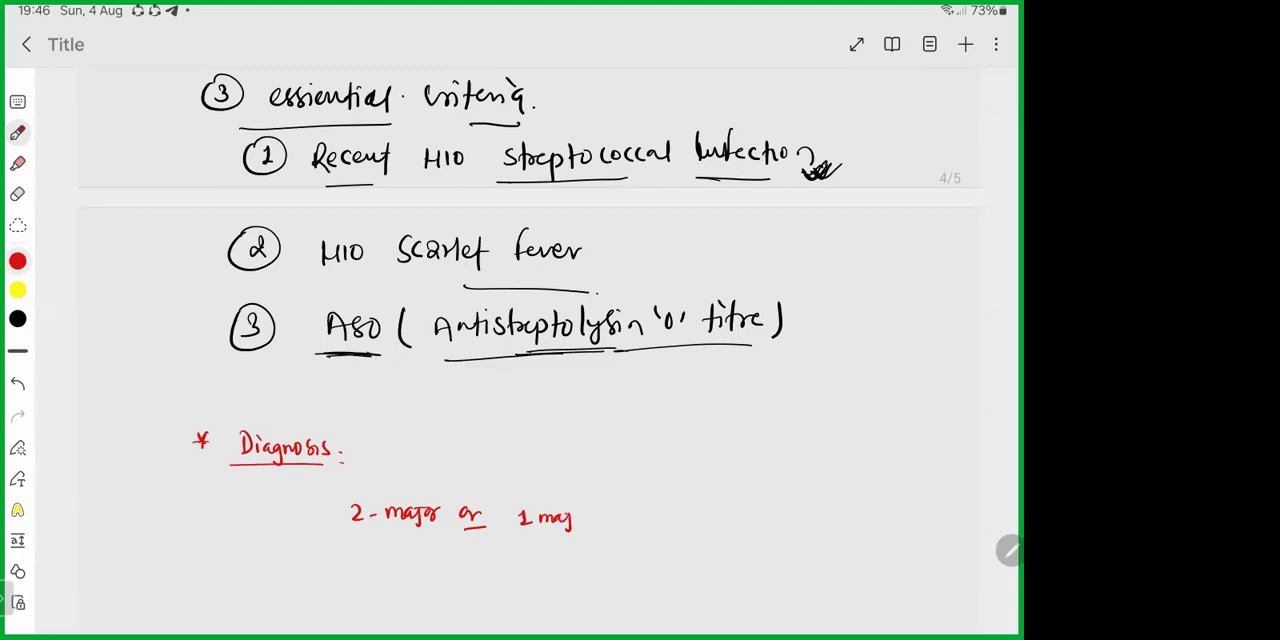 19:46 Sun, 4 Aug
73%
Title
③ essiential criteria.
① Recent H/O streptococcal Infection
4/5
② H/O Scarlet fever
③ ASO ( Antistreptolysin 'O' titre )
* Diagnosis :
2 - major or 1 maj